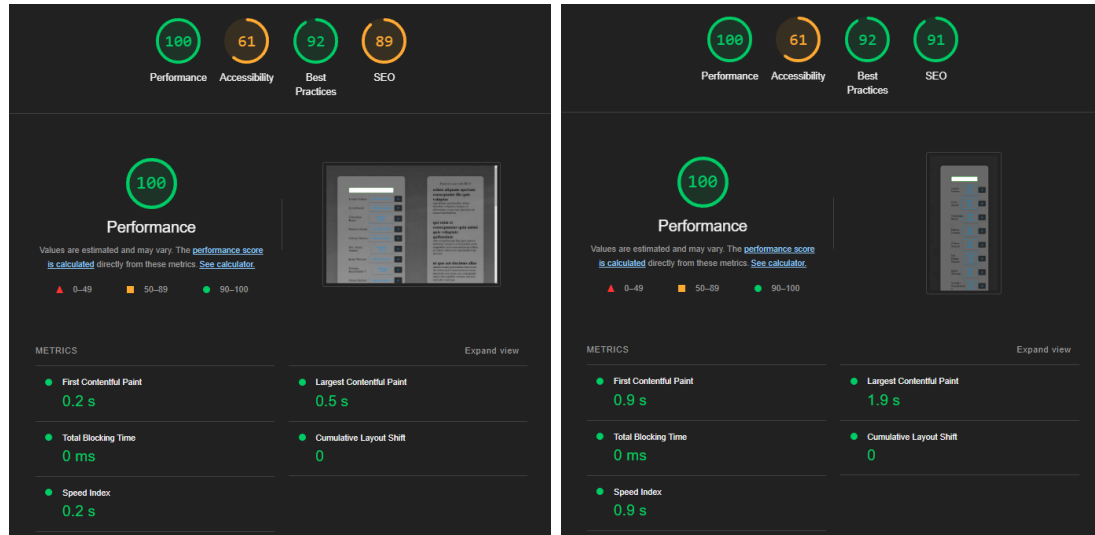 100 61 92 89
Performance Accessibility Best Practices SEO
100
Performance
Values are estimated and may vary. The performance score
is calculated directly from these metrics. See calculator.
0–49 50–89 90–100
METRICS Expand view
First Contentful Paint
0.2 s
Largest Contentful Paint
0.5 s
Total Blocking Time
0 ms
Cumulative Layout Shift
0
Speed Index
0.2 s
100 61 92 91
Performance Accessibility Best Practices SEO
100
Performance
Values are estimated and may vary. The performance score
is calculated directly from these metrics. See calculator.
0–49 50–89 90–100
METRICS Expand view
First Contentful Paint
0.9 s
Largest Contentful Paint
1.9 s
Total Blocking Time
0 ms
Cumulative Layout Shift
0
Speed Index
0.9 s